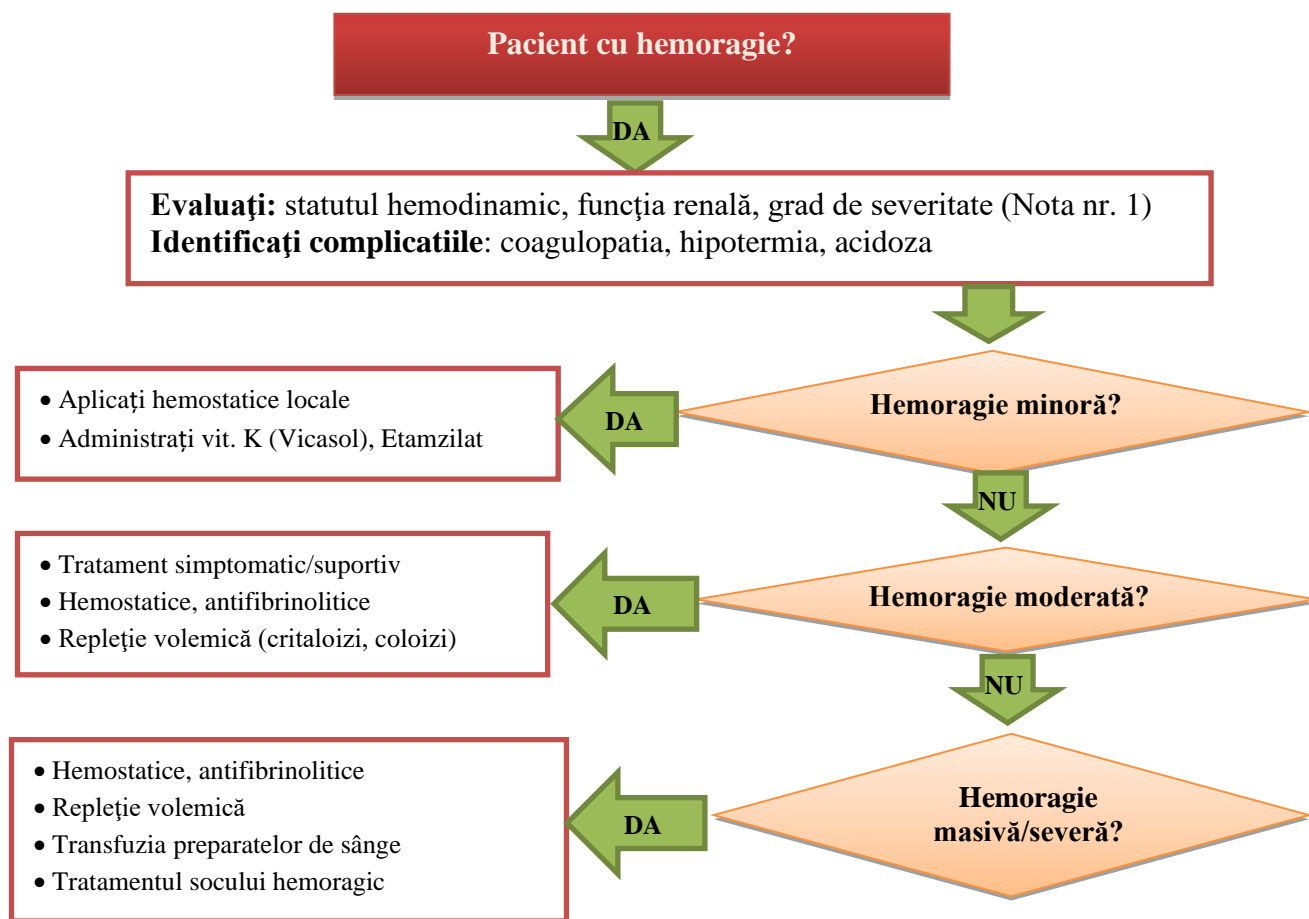 Pacient cu hemoragie?
DA
Evaluaţi: statutul hemodinamic, funcţia renală, grad de severitate (Nota nr. 1)
Identificaţi complicatiile: coagulopatia, hipotermia, acidoza
Hemoragie minoră?
DA
• Aplicați hemostatice locale
• Administrați vit. K (Vicasol), Etamzilat
NU
Hemoragie moderată?
DA
• Tratament simptomatic/suportiv
• Hemostatice, antifibrinolitice
• Repleţie volemică (critaloizi, coloizi)
NU
Hemoragie
masivă/severă?
DA
• Hemostatice, antifibrinolitice
• Repleţie volemică
• Transfuzia preparatelor de sânge
• Tratamentul socului hemoragic